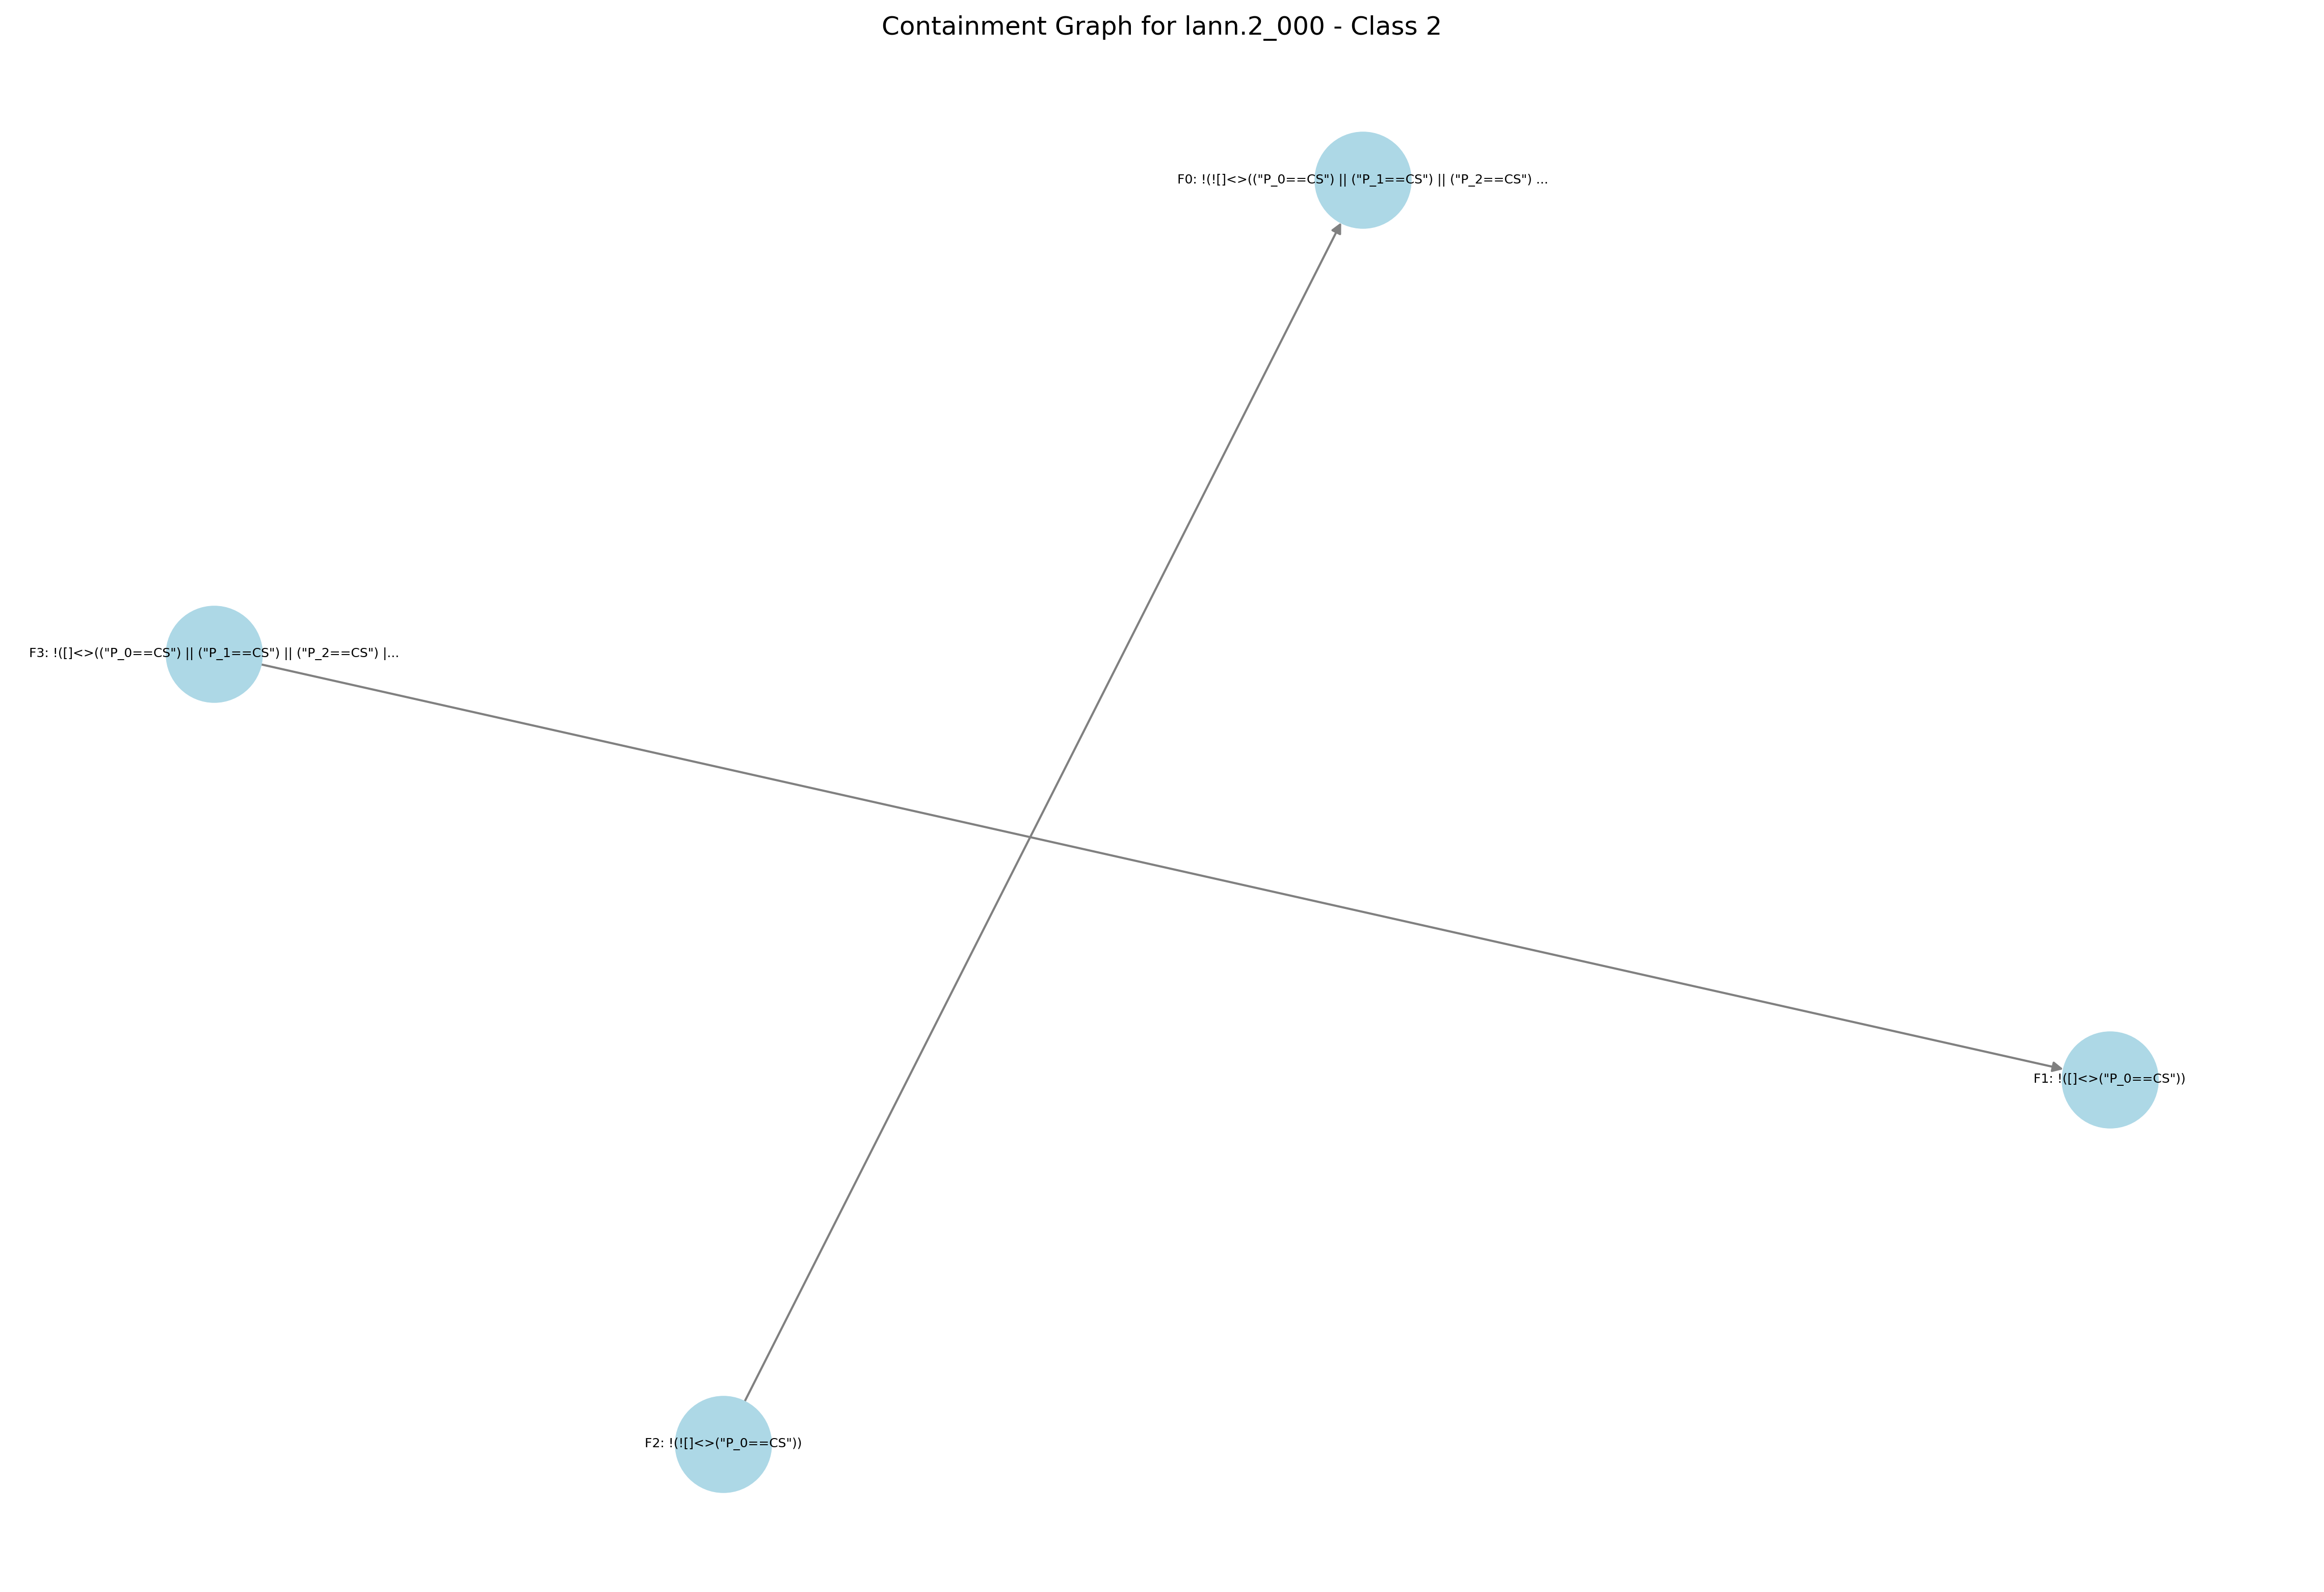 Containment Graph for lann.2_000 - Class 2
F0: !(![]<>(("P_0==CS") || ("P_1==CS") || ("P_2==CS") ...
F3: !([]<>(("P_0==CS") || ("P_1==CS") || ("P_2==CS") |...
F1: !([]<>("P_0==CS"))
F2: !(![]<>("P_0==CS"))